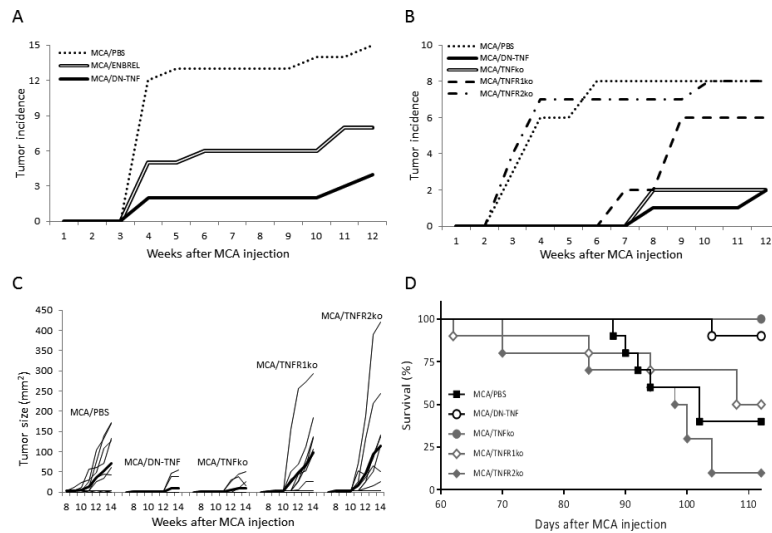 A
15
12
9
6
3
0
Tumor incidence
MCA/PBS
MCA/ENBREL
MCA/DN-TNF
1 2 3 4 5 6 7 8 9 10 11 12
Weeks after MCA injection
B
10
8
6
4
2
0
Tumor incidence
MCA/PBS
MCA/DN-TNF
MCA/TNFko
MCA/TNFR1ko
MCA/TNFR2ko
1 2 3 4 5 6 7 8 9 10 11 12
Weeks after MCA injection
C
450
400
350
300
250
200
150
100
50
0
Tumor size (mm²)
MCA/PBS
MCA/DN-TNF
MCA/TNFko
MCA/TNFR1ko
MCA/TNFR2ko
8 10 12 14 8 10 12 14 8 10 12 14 8 10 12 14 8 10 12 14
Weeks after MCA injection
D
100
75
50
25
0
Survival (%)
MCA/PBS
MCA/DN-TNF
MCA/TNFko
MCA/TNFR1ko
MCA/TNFR2ko
60 70 80 90 100 110
Days after MCA injection